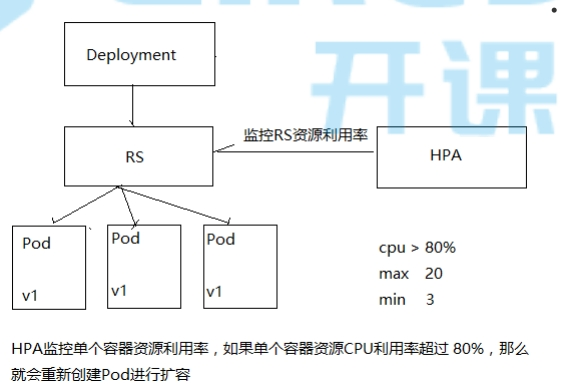 Deployment
开课
监控RS资源利用率
RS
HPA
Pod
Pod
Pod
v1
v1
v1
cpu > 80%
max 20
min 3
HPA监控单个容器资源利用率，如果单个容器资源CPU利用率超过 80%，那么
就会重新创建Pod进行扩容